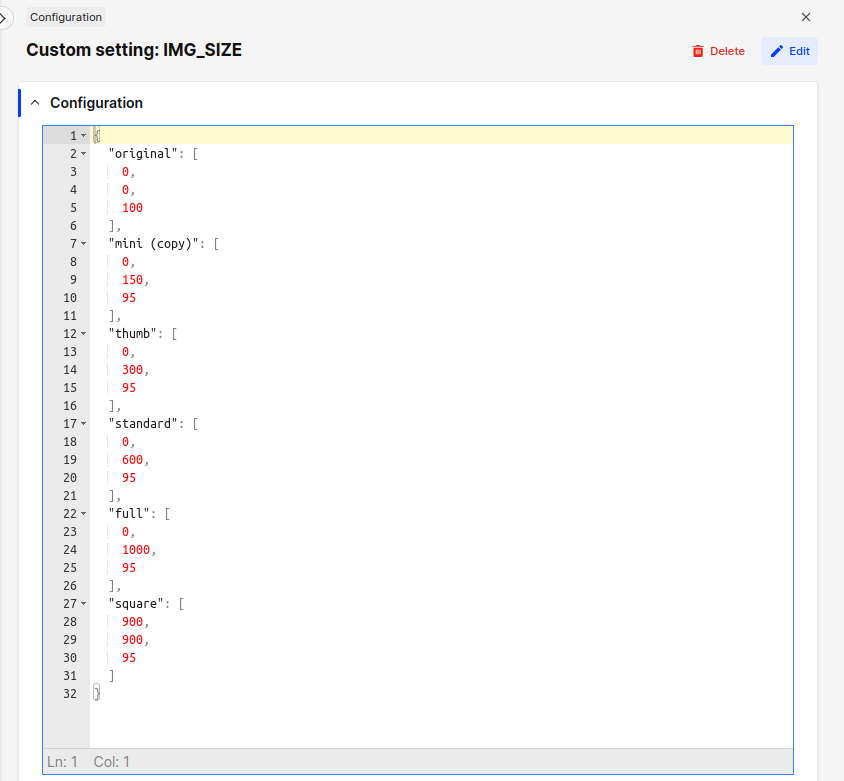 Configuration
Custom setting: IMG_SIZE
Delete
Edit
Configuration
1 {
2 "original": [
3 0,
4 0,
5 100
6 ],
7 "mini (copy)": [
8 0,
9 150,
10 95
11 ],
12 "thumb": [
13 0,
14 300,
15 95
16 ],
17 "standard": [
18 0,
19 600,
20 95
21 ],
22 "full": [
23 0,
24 1000,
25 95
26 ],
27 "square": [
28 900,
29 900,
30 95
31 ]
32 }
Ln: 1 Col: 1